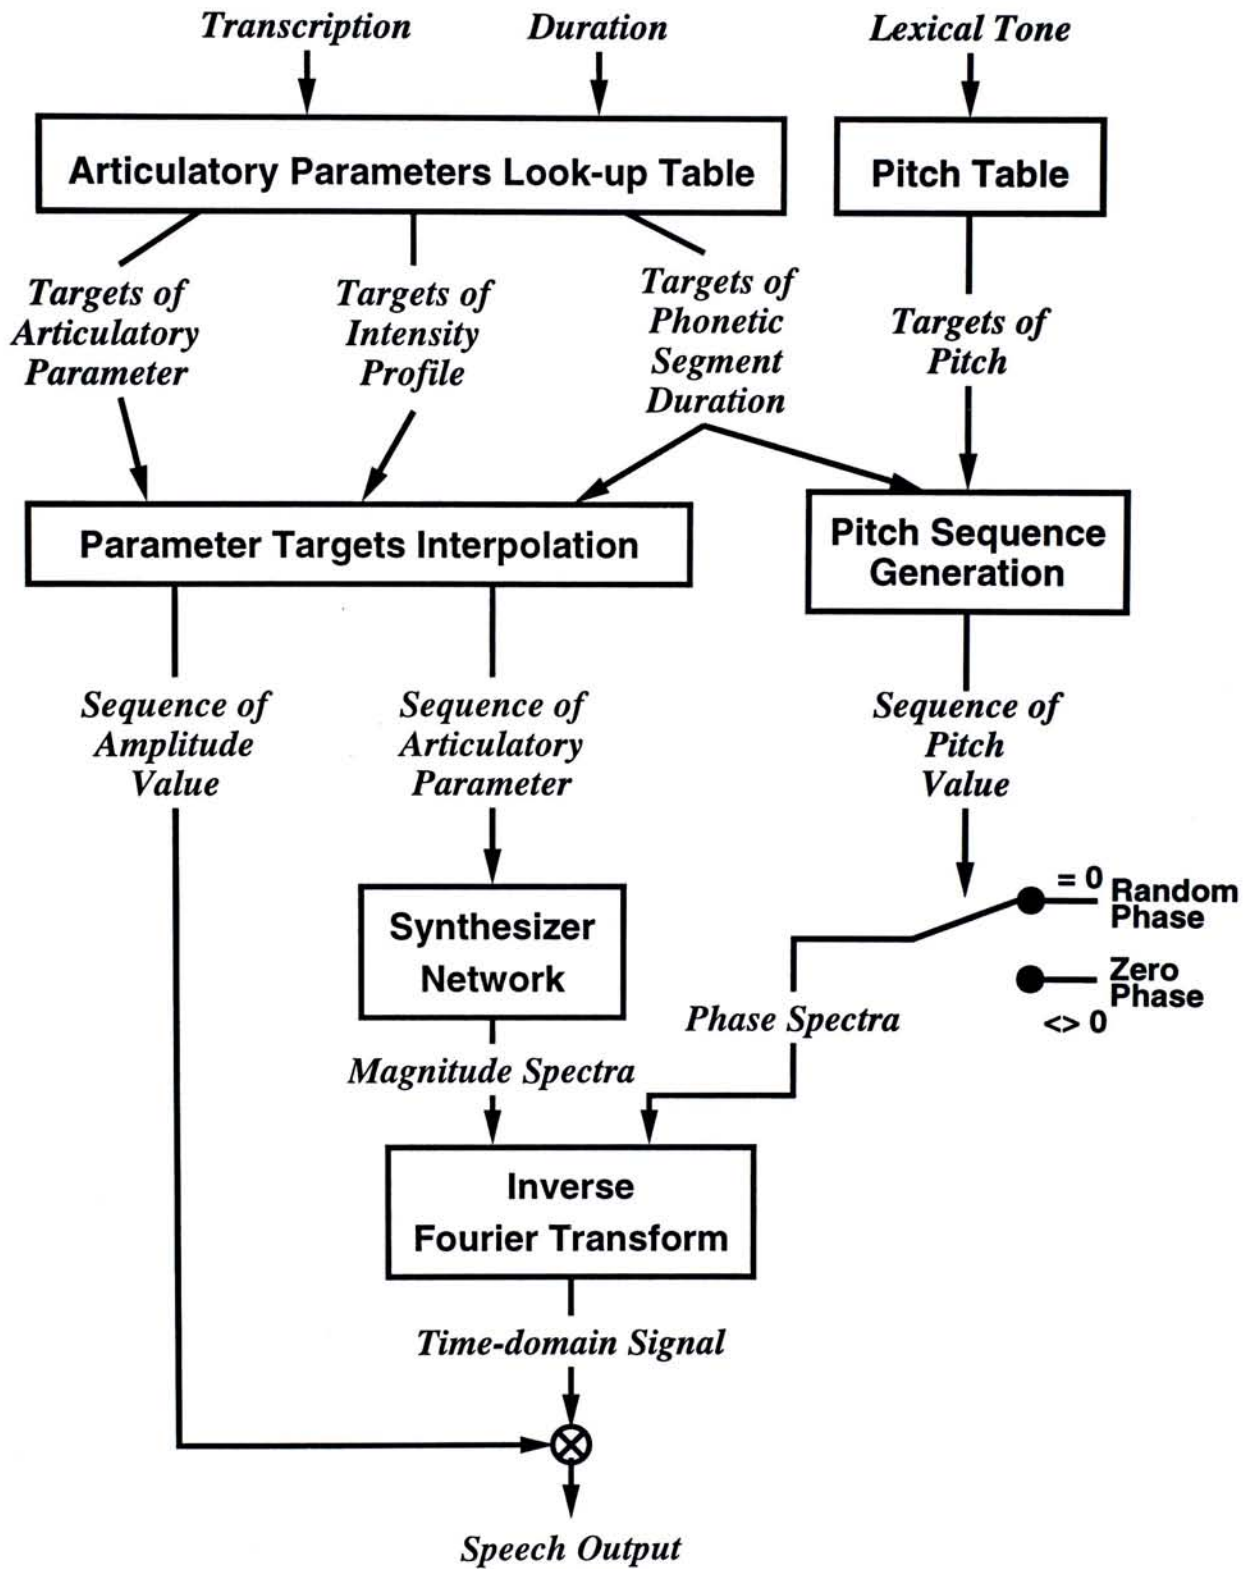 Transcription
Duration
Lexical Tone
Articulatory Parameters Look-up Table
Pitch Table
Targets of
Articulatory
Parameter
Targets of
Intensity
Profile
Targets of
Phonetic
Segment
Duration
Targets of
Pitch
Parameter Targets Interpolation
Pitch Sequence
Generation
Sequence of
Amplitude
Value
Sequence of
Articulatory
Parameter
Sequence of
Pitch
Value
Synthesizer
Network
= 0
Random
Phase
Zero
Phase
<> 0
Phase Spectra
Magnitude Spectra
Inverse
Fourier Transform
Time-domain Signal
Speech Output